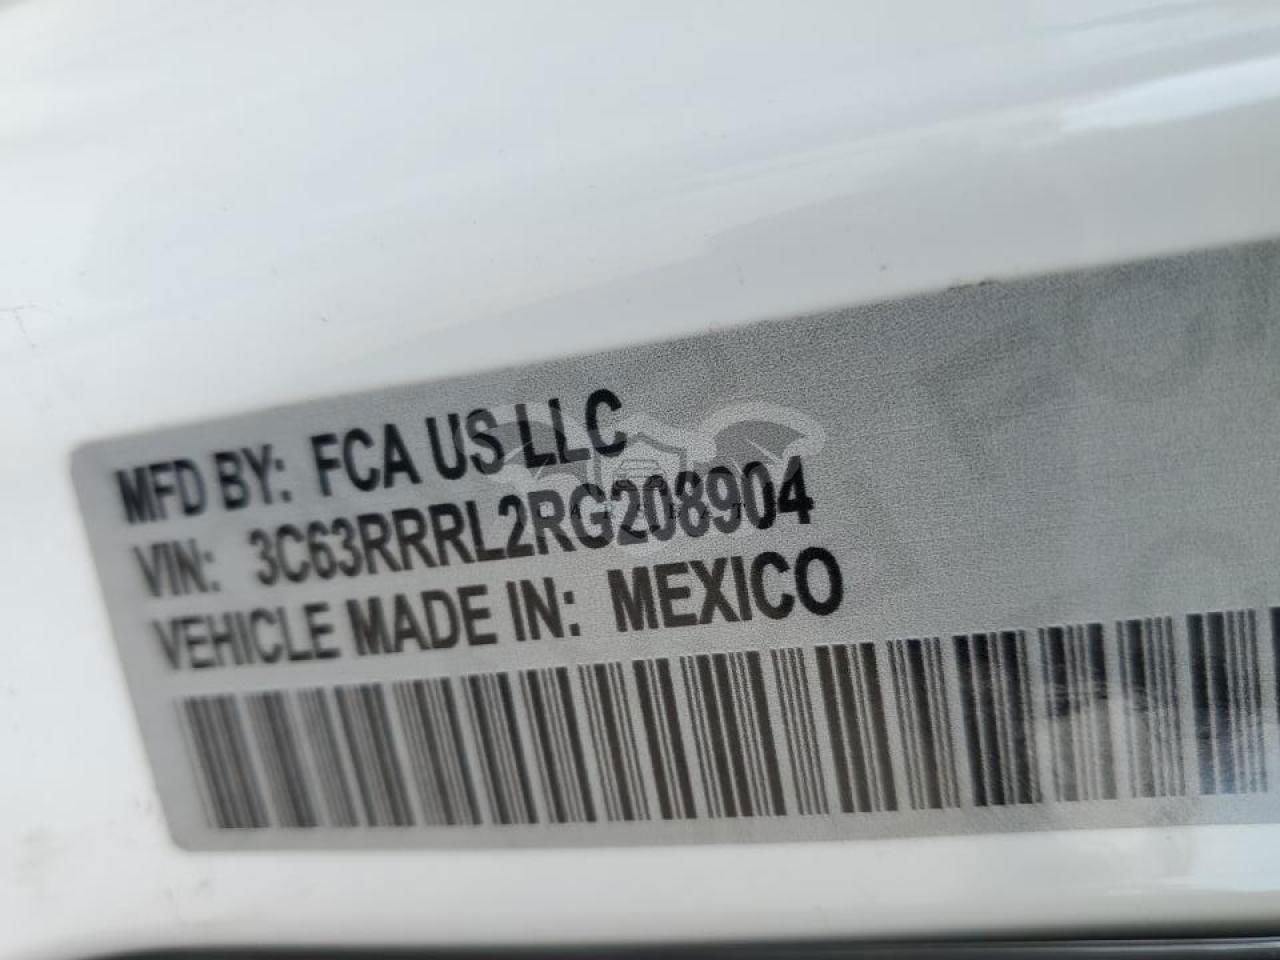 MFD BY: FCA US LLC
VIN: 3C63RRRL2RG208904
VEHICLE MADE IN: MEXICO